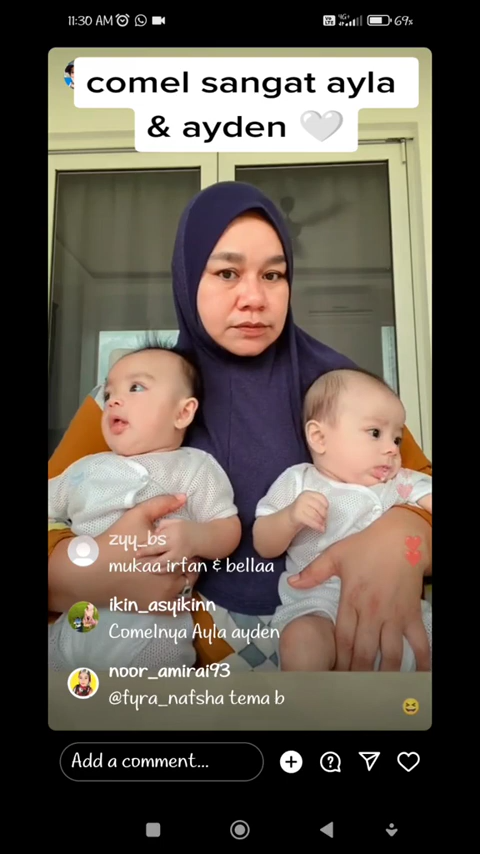 11:30 AM
4G+
69%
comel sangat ayla
& ayden
zyy_bs
mukaa irfan & bellaa
ikin_asyikinn
Comelnya Ayla ayden
noor_amirai93
@fyra_nafsha tema b
Add a comment...